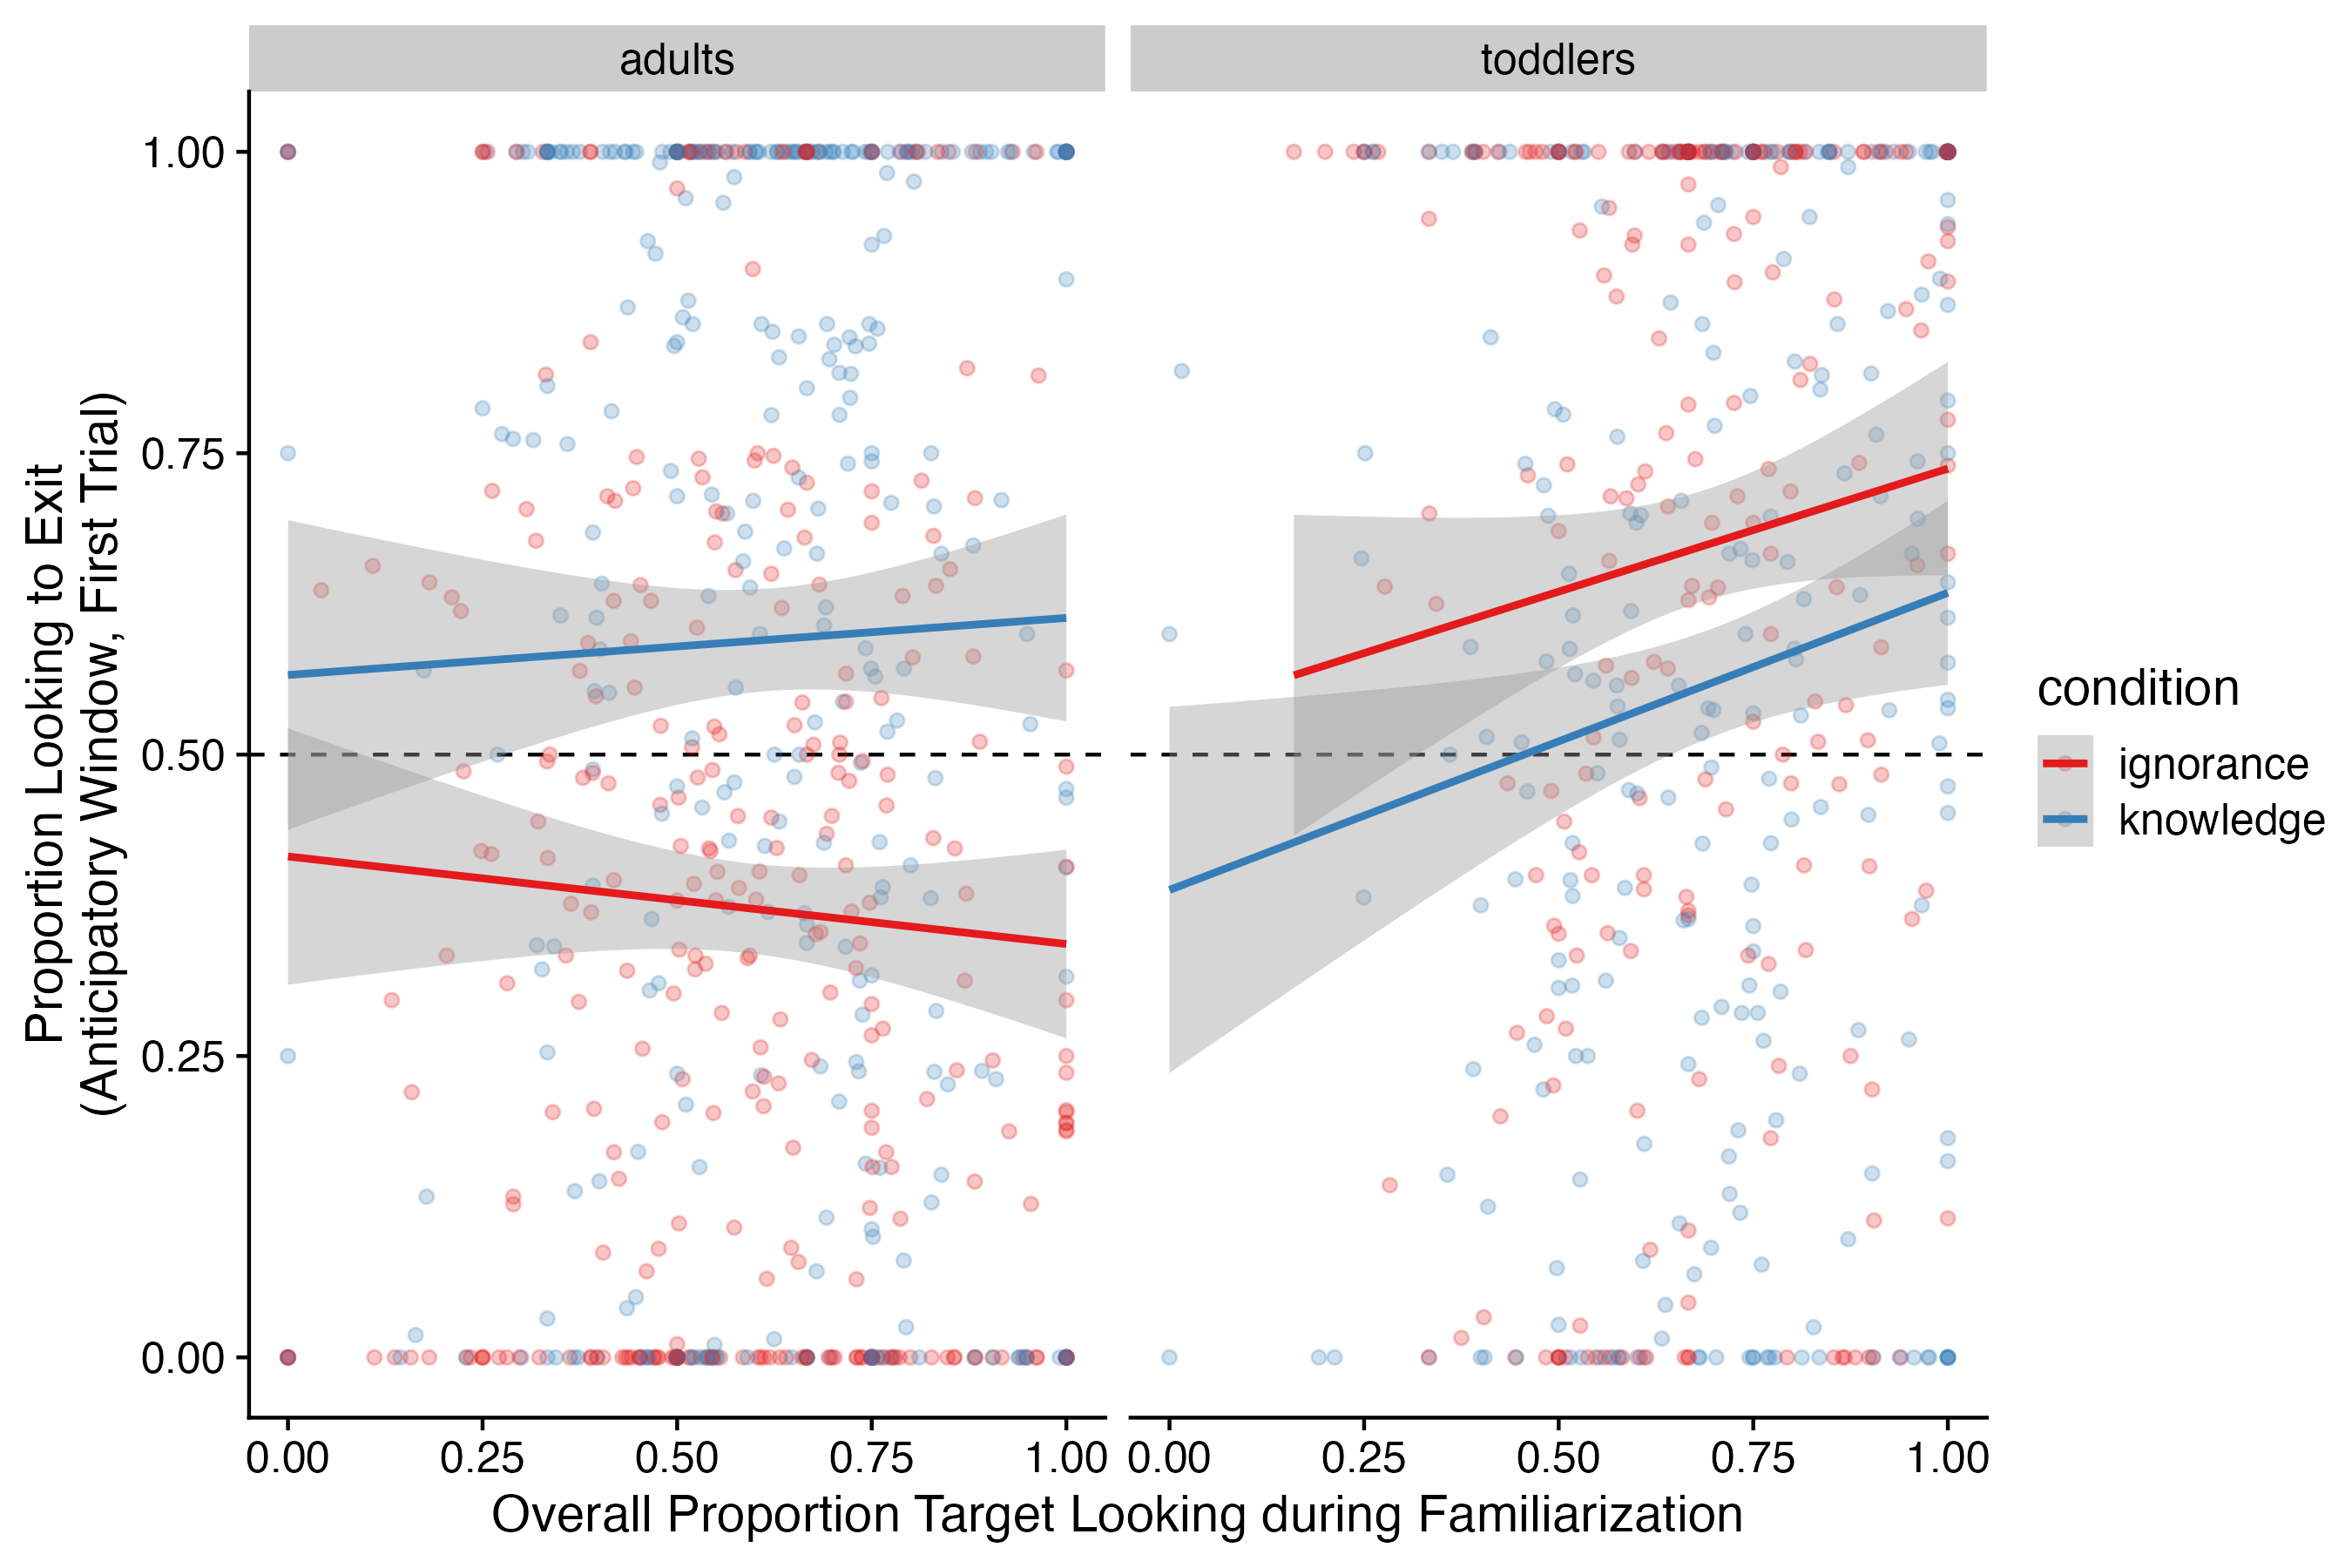 adults
toddlers
Proportion Looking to Exit
(Anticipatory Window, First Trial)
1.00
0.75
0.50
0.25
0.00
0.00 0.25 0.50 0.75 1.00
0.00 0.25 0.50 0.75 1.00
Overall Proportion Target Looking during Familiarization
condition
ignorance
knowledge